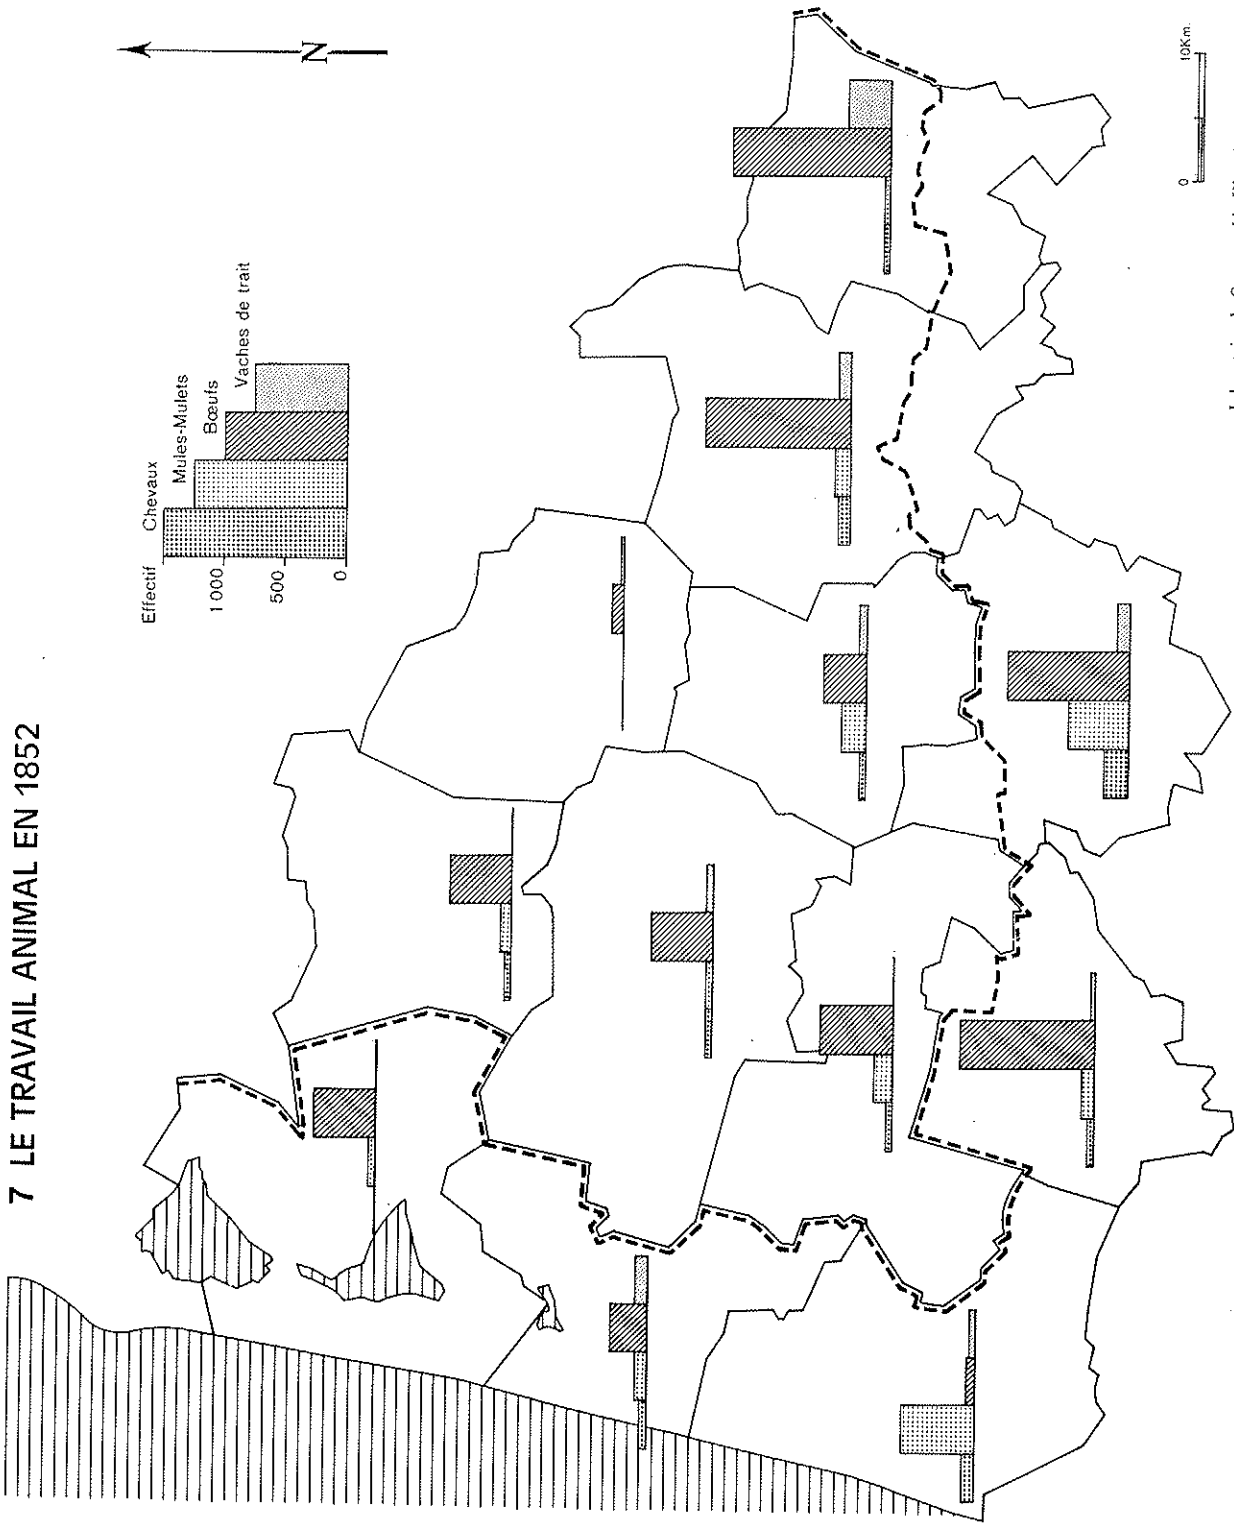 7 LE TRAVAIL ANIMAL EN 1852
N
Effectif
Chevaux
Mules-Mulets
Bœufs
Vaches de trait
1000
500
0
0
10Km.